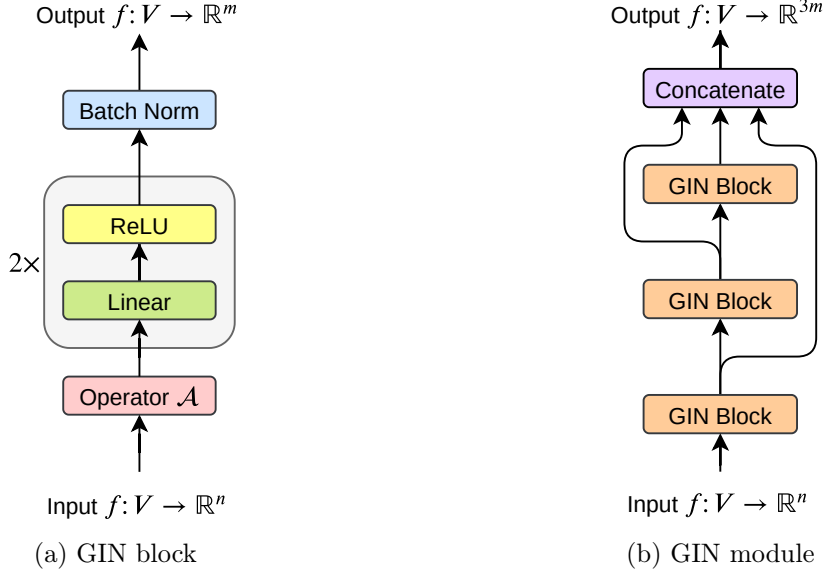 Output f: V → ℝ^m
Batch Norm
ReLU
2×
Linear
Operator 𝒜
Input f: V → ℝ^n
(a) GIN block
Output f: V → ℝ^{3m}
Concatenate
GIN Block
GIN Block
GIN Block
Input f: V → ℝ^n
(b) GIN module